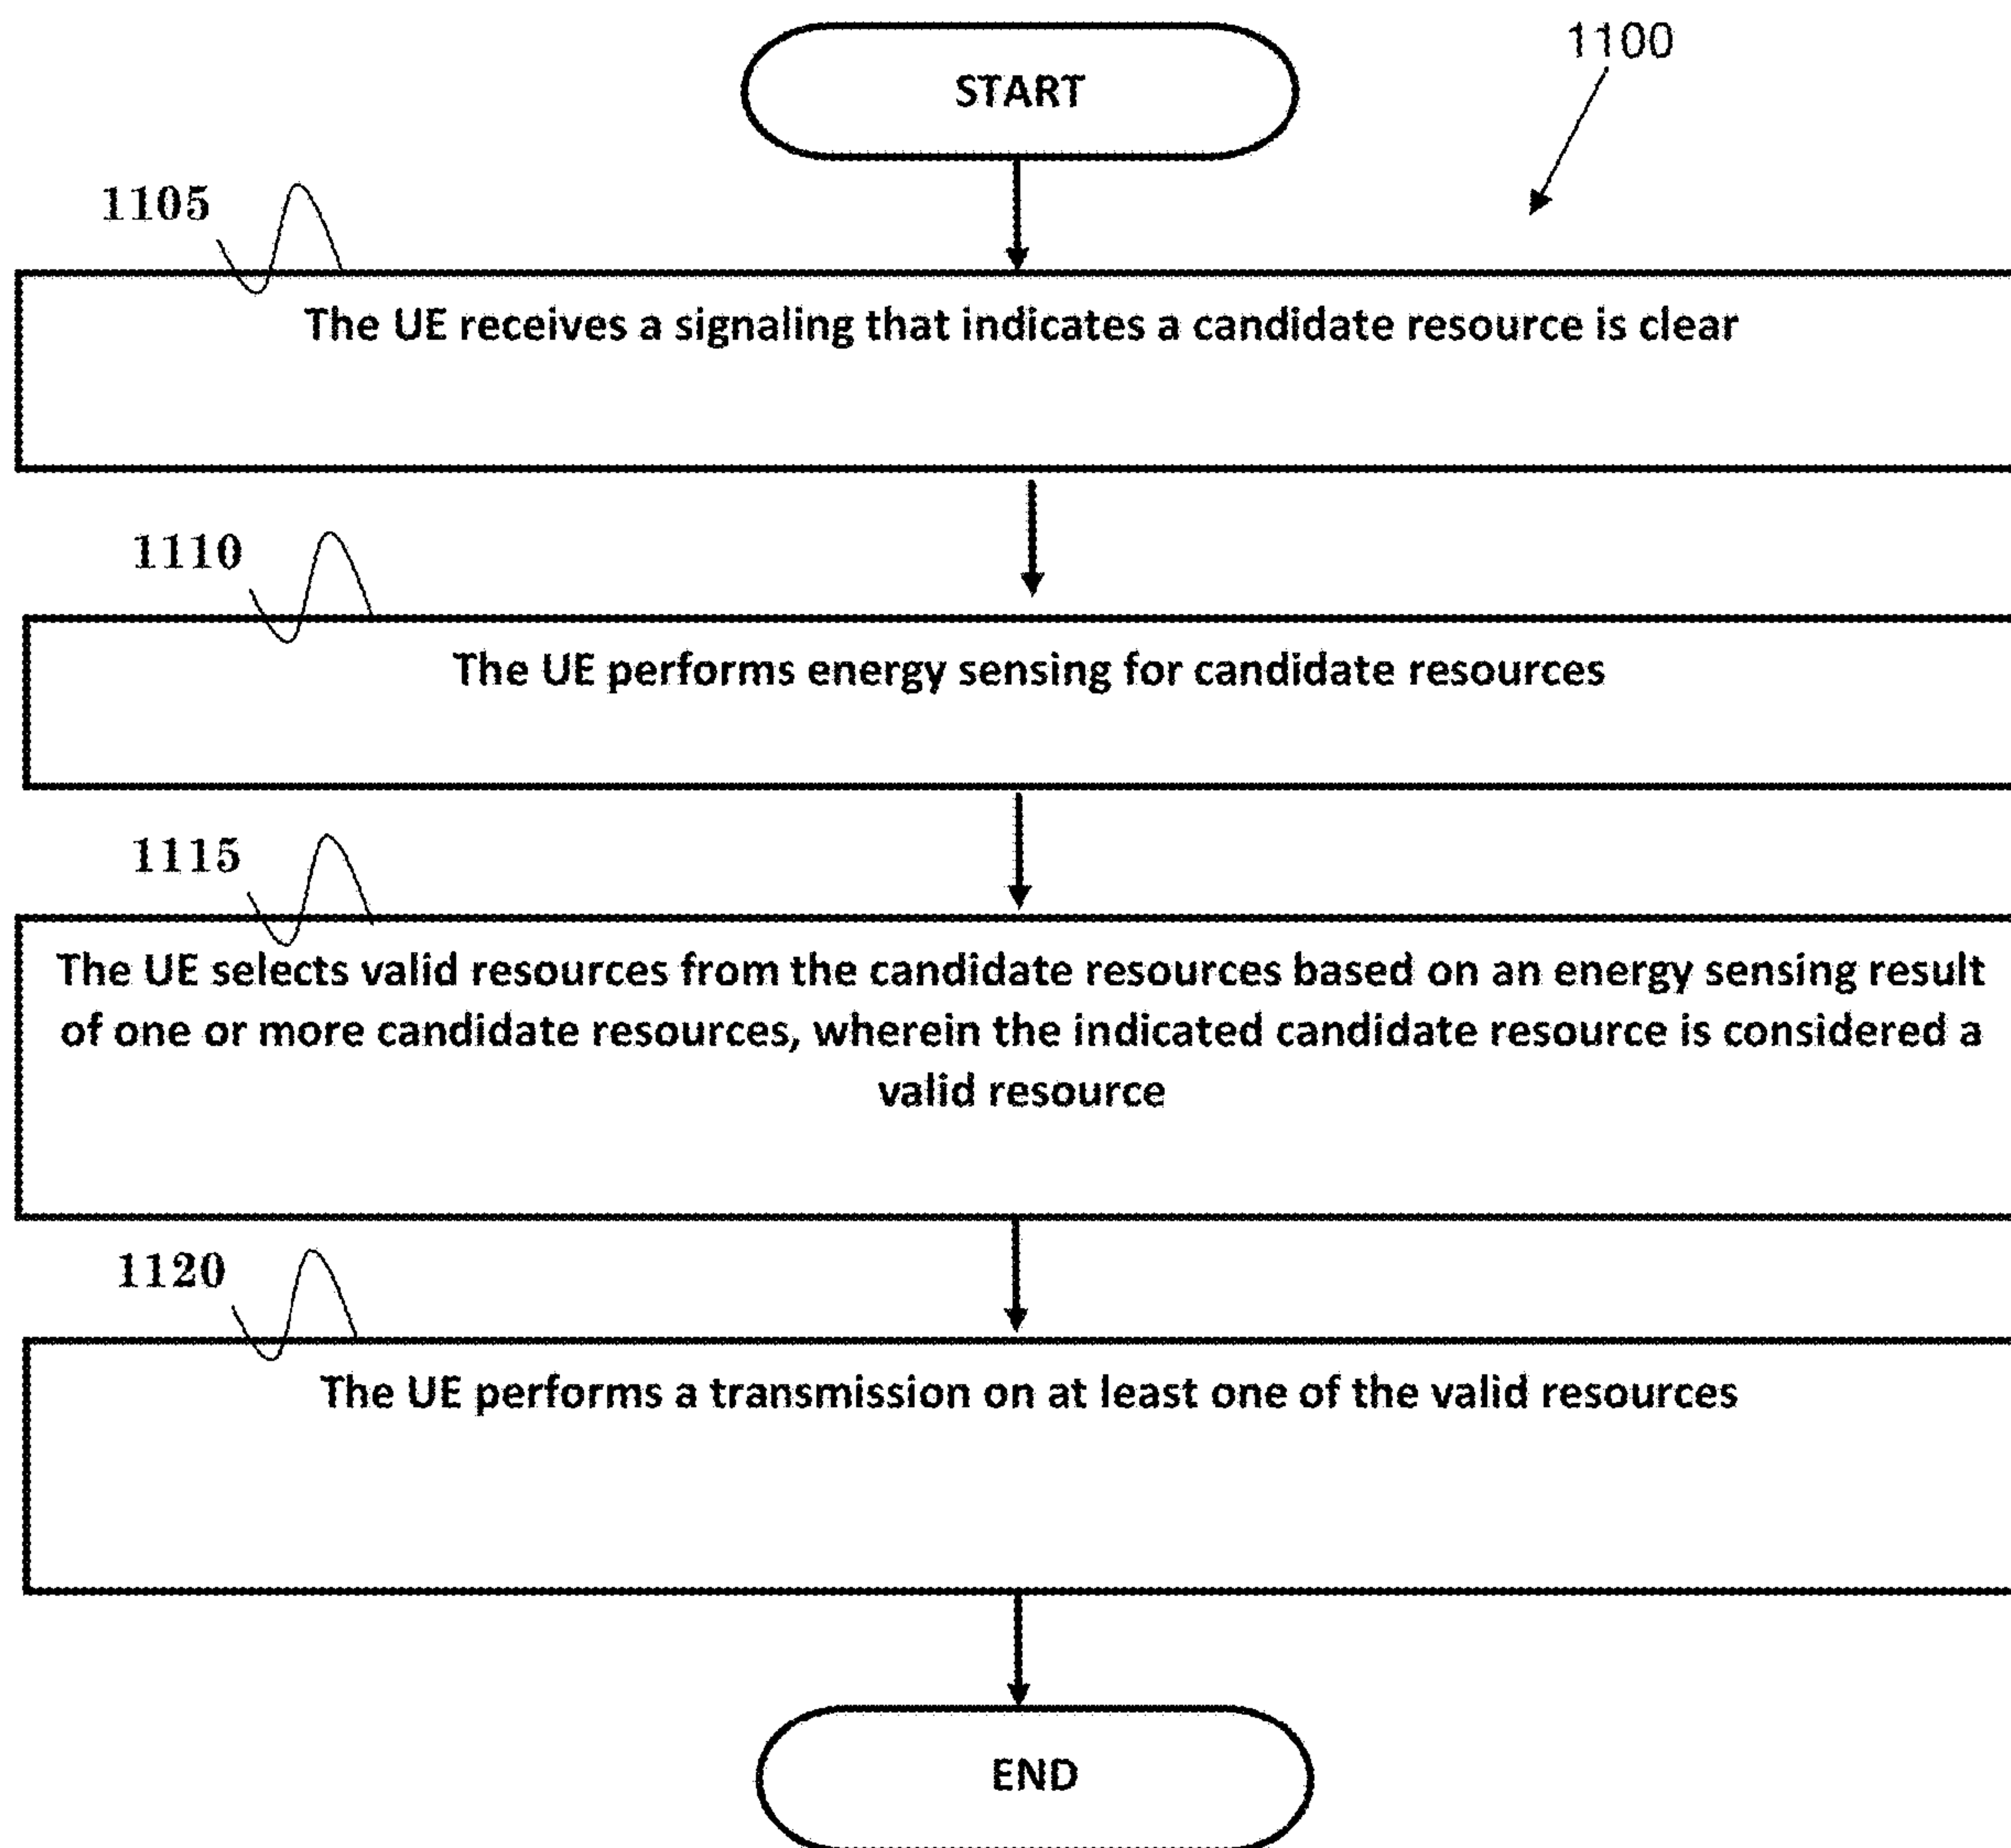 START
1100
1105
The UE receives a signaling that indicates a candidate resource is clear
1110
The UE performs energy sensing for candidate resources
1115
The UE selects valid resources from the candidate resources based on an energy sensing result
of one or more candidate resources, wherein the indicated candidate resource is considered a
valid resource
1120
The UE performs a transmission on at least one of the valid resources
END